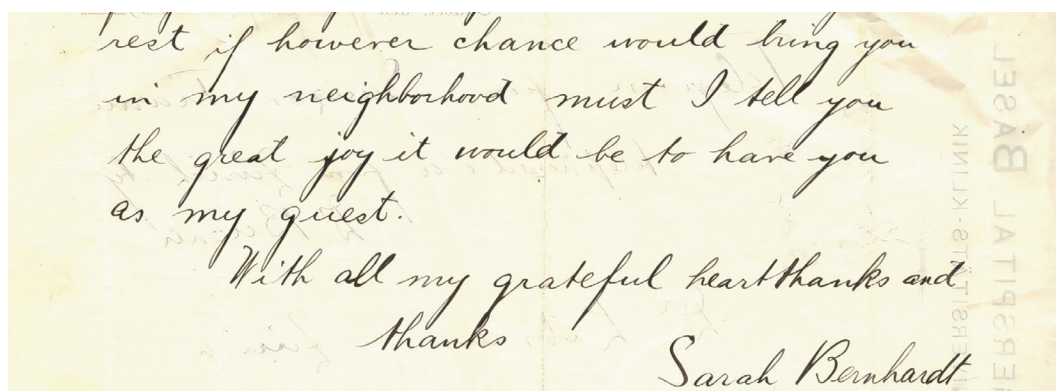 rest if however chance would bring you
in my neighborhood must I tell you
the great joy it would be to have you
as my guest.
With all my grateful heart thanks and
thanks
Sarah Bernhardt